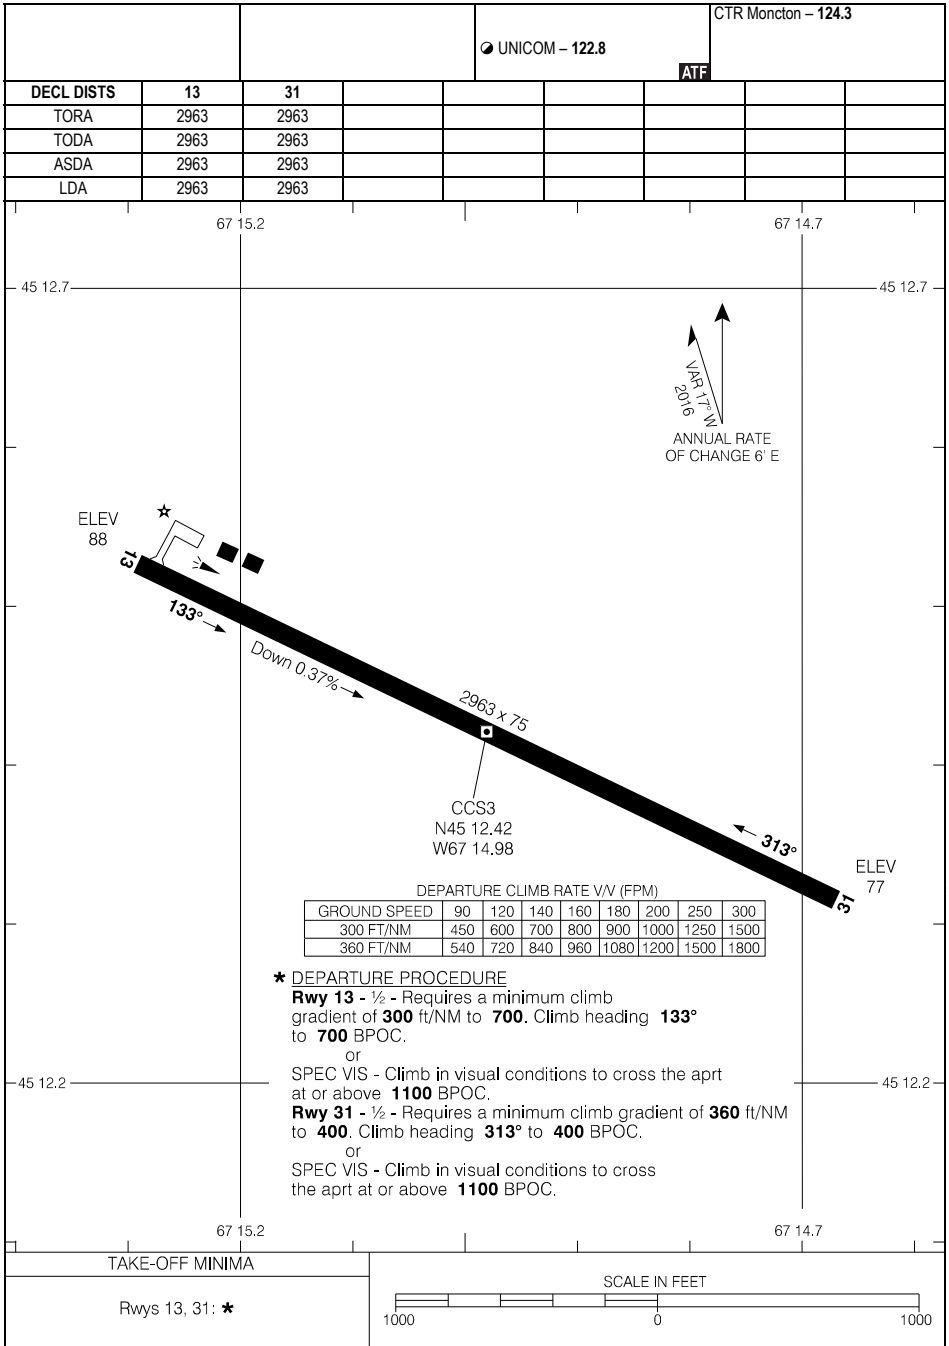 CTR Moncton – 124.3
UNICOM – 122.8
ATF
DECL DISTS 13 31
TORA 2963 2963
TODA 2963 2963
ASDA 2963 2963
LDA 2963 2963
67 15.2 67 14.7
45 12.7 45 12.7
VAR 17° W
2016
ANNUAL RATE
OF CHANGE 6' E
ELEV
88
13
133°
Down 0.37%
2963 x 75
CCS3
N45 12.42
W67 14.98
313°
ELEV
77
31
DEPARTURE CLIMB RATE V/V (FPM)
GROUND SPEED 90 120 140 160 180 200 250 300
300 FT/NM 450 600 700 800 900 1000 1250 1500
360 FT/NM 540 720 840 960 1080 1200 1500 1800
* DEPARTURE PROCEDURE
Rwy 13 - ½ - Requires a minimum climb
gradient of 300 ft/NM to 700. Climb heading 133°
to 700 BPOC.
or
SPEC VIS - Climb in visual conditions to cross the aprt
at or above 1100 BPOC.
45 12.2 45 12.2
Rwy 31 - ½ - Requires a minimum climb gradient of 360 ft/NM
to 400. Climb heading 313° to 400 BPOC.
or
SPEC VIS - Climb in visual conditions to cross
the aprt at or above 1100 BPOC.
67 15.2 67 14.7
TAKE-OFF MINIMA
Rwys 13, 31: *
SCALE IN FEET
1000 0 1000